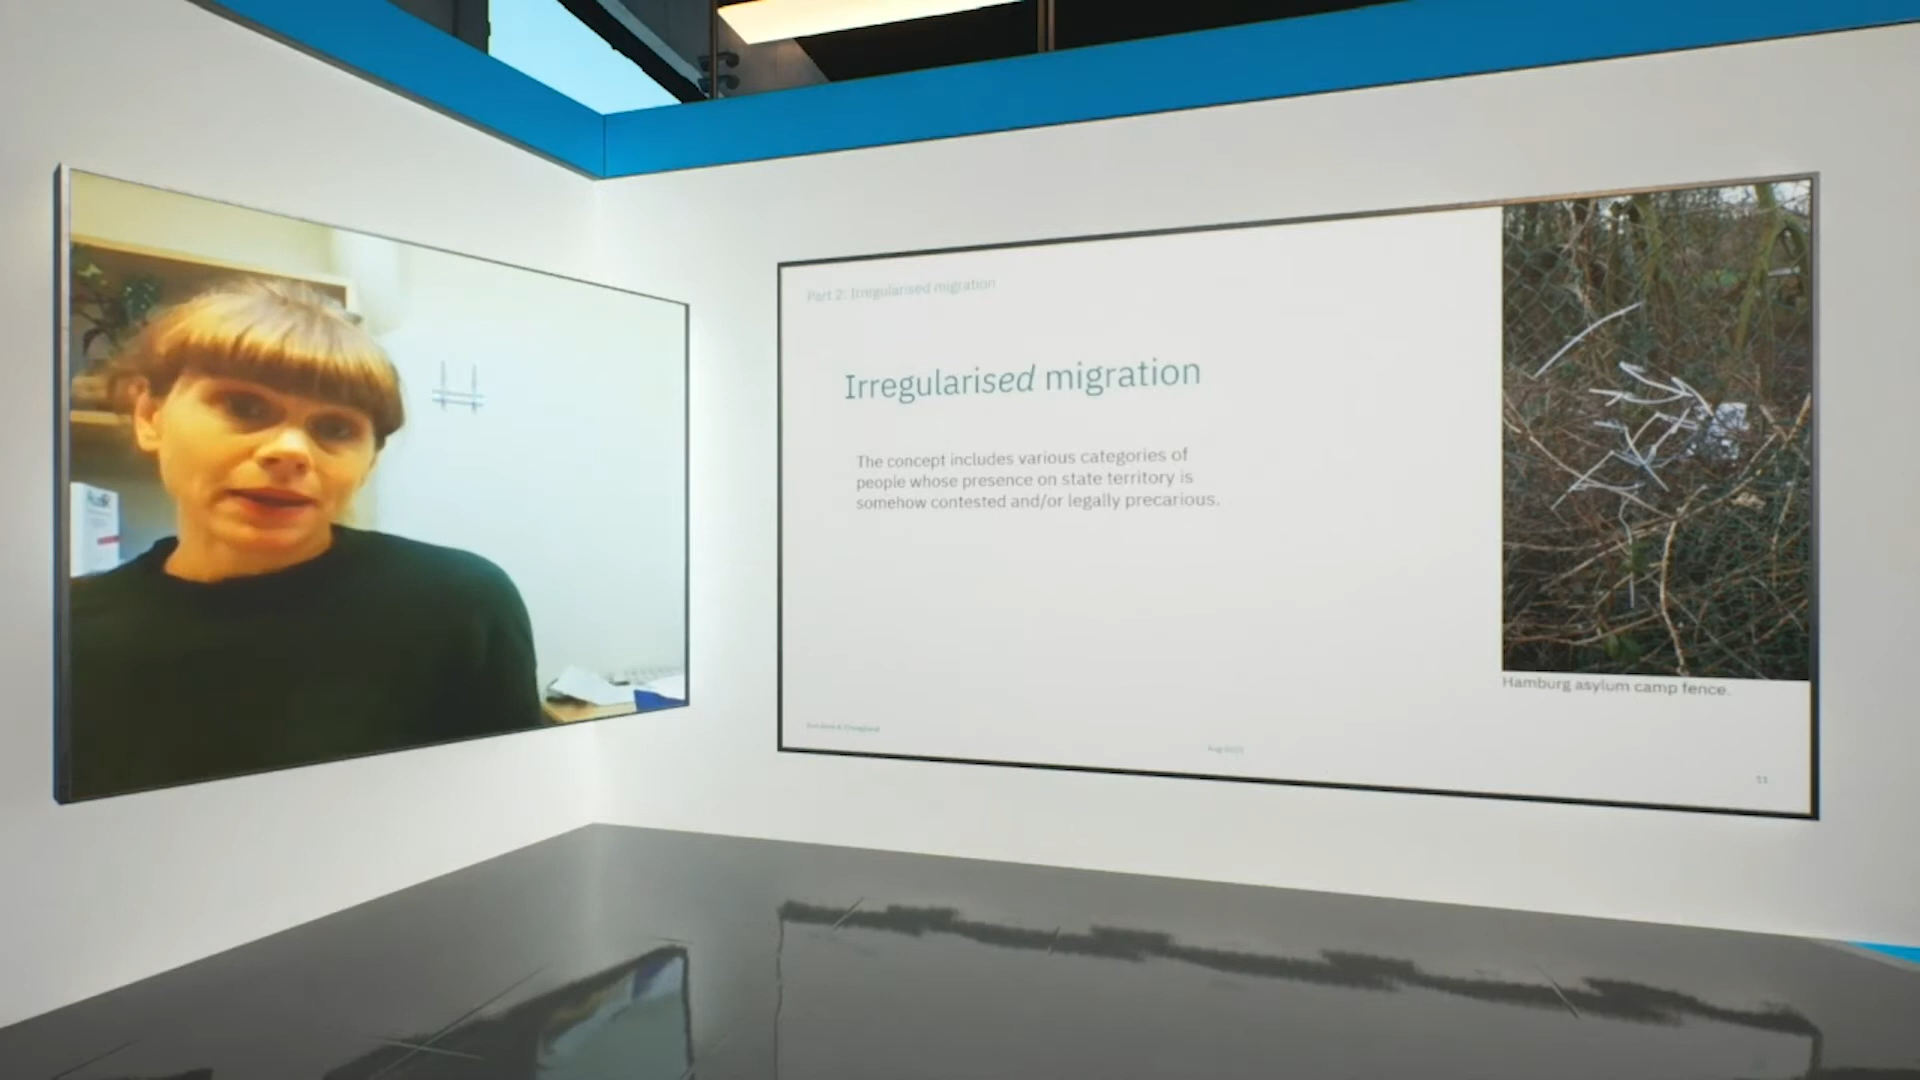 Part 2: Irregularised migration
Irregularised migration
The concept includes various categories of
people whose presence on state territory is
somehow contested and/or legally precarious.
Hamburg asylum camp fence.
11